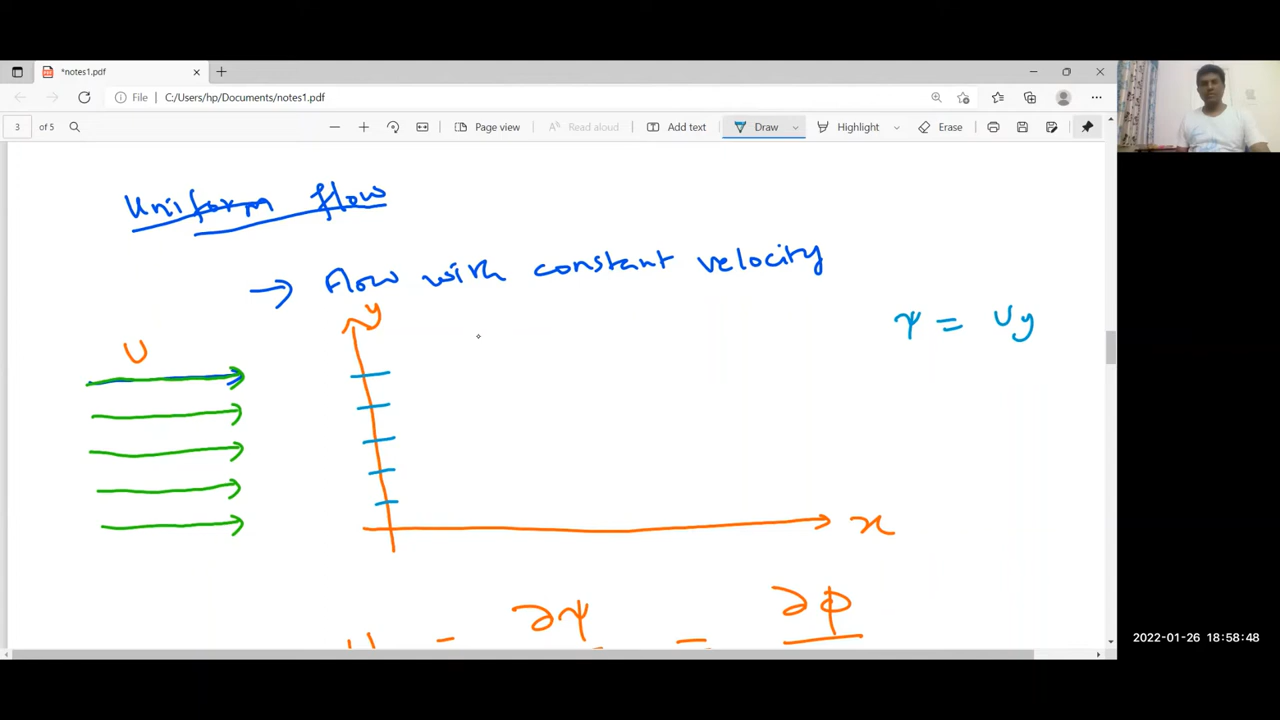 *notes1.pdf
File C:/Users/hp/Documents/notes1.pdf
3 of 5 Page view Read aloud Add text Draw Highlight Erase
Uniform flow
→ Flow with constant velocity
y
ψ = Uy
U
x
∂ψ ∂φ
= =
2022-01-26 18:58:48